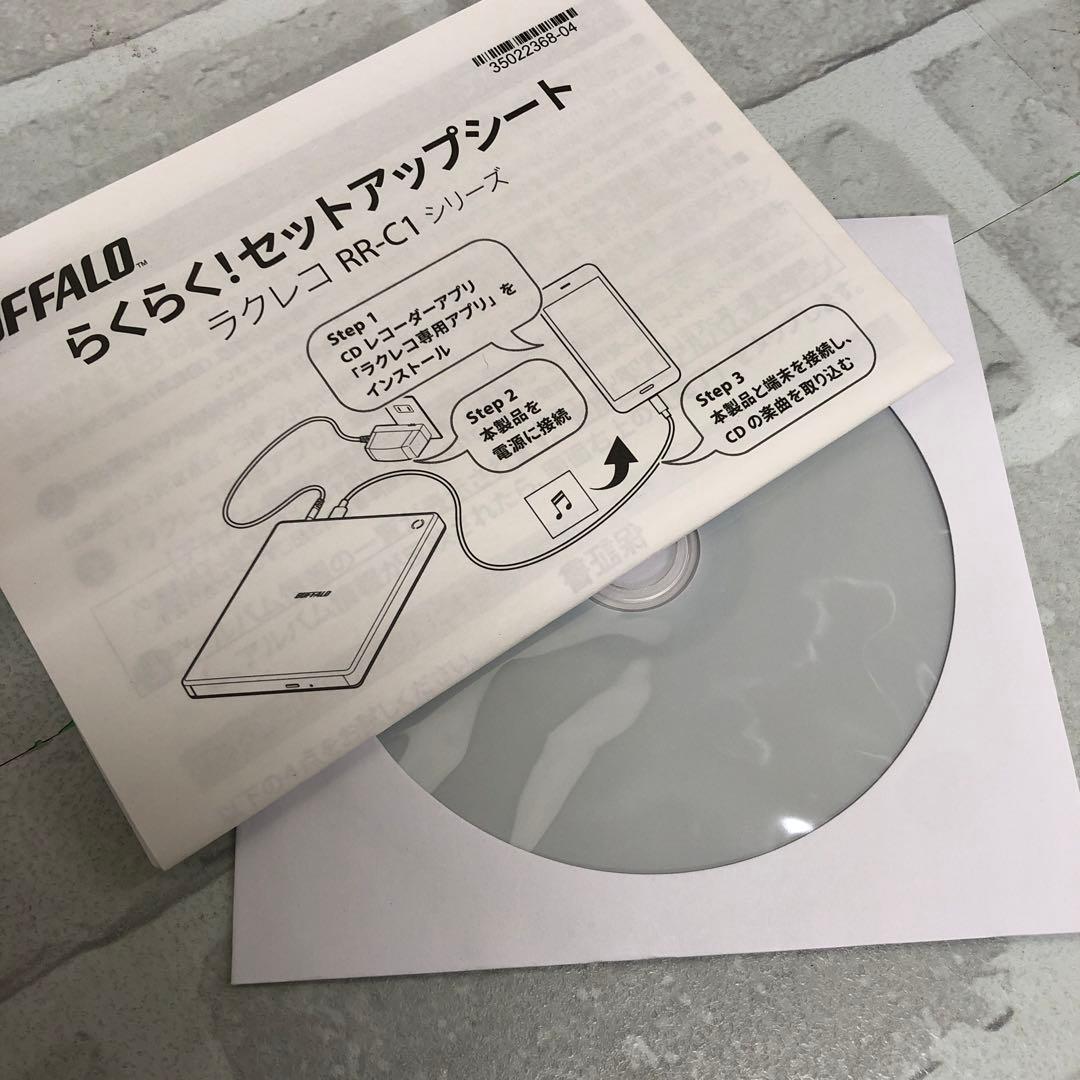 35022368-04
BUFFALO™
らくらく！セットアップシート
ラクレコ RR-C1 シリーズ
Step 1
CD レコーダーアプリ
「ラクレコ専用アプリ」を
インストール
Step 2
本製品を
電源に接続
Step 3
本製品と端末を接続し、
CD の楽曲を取り込む
BUFFALO
保証書